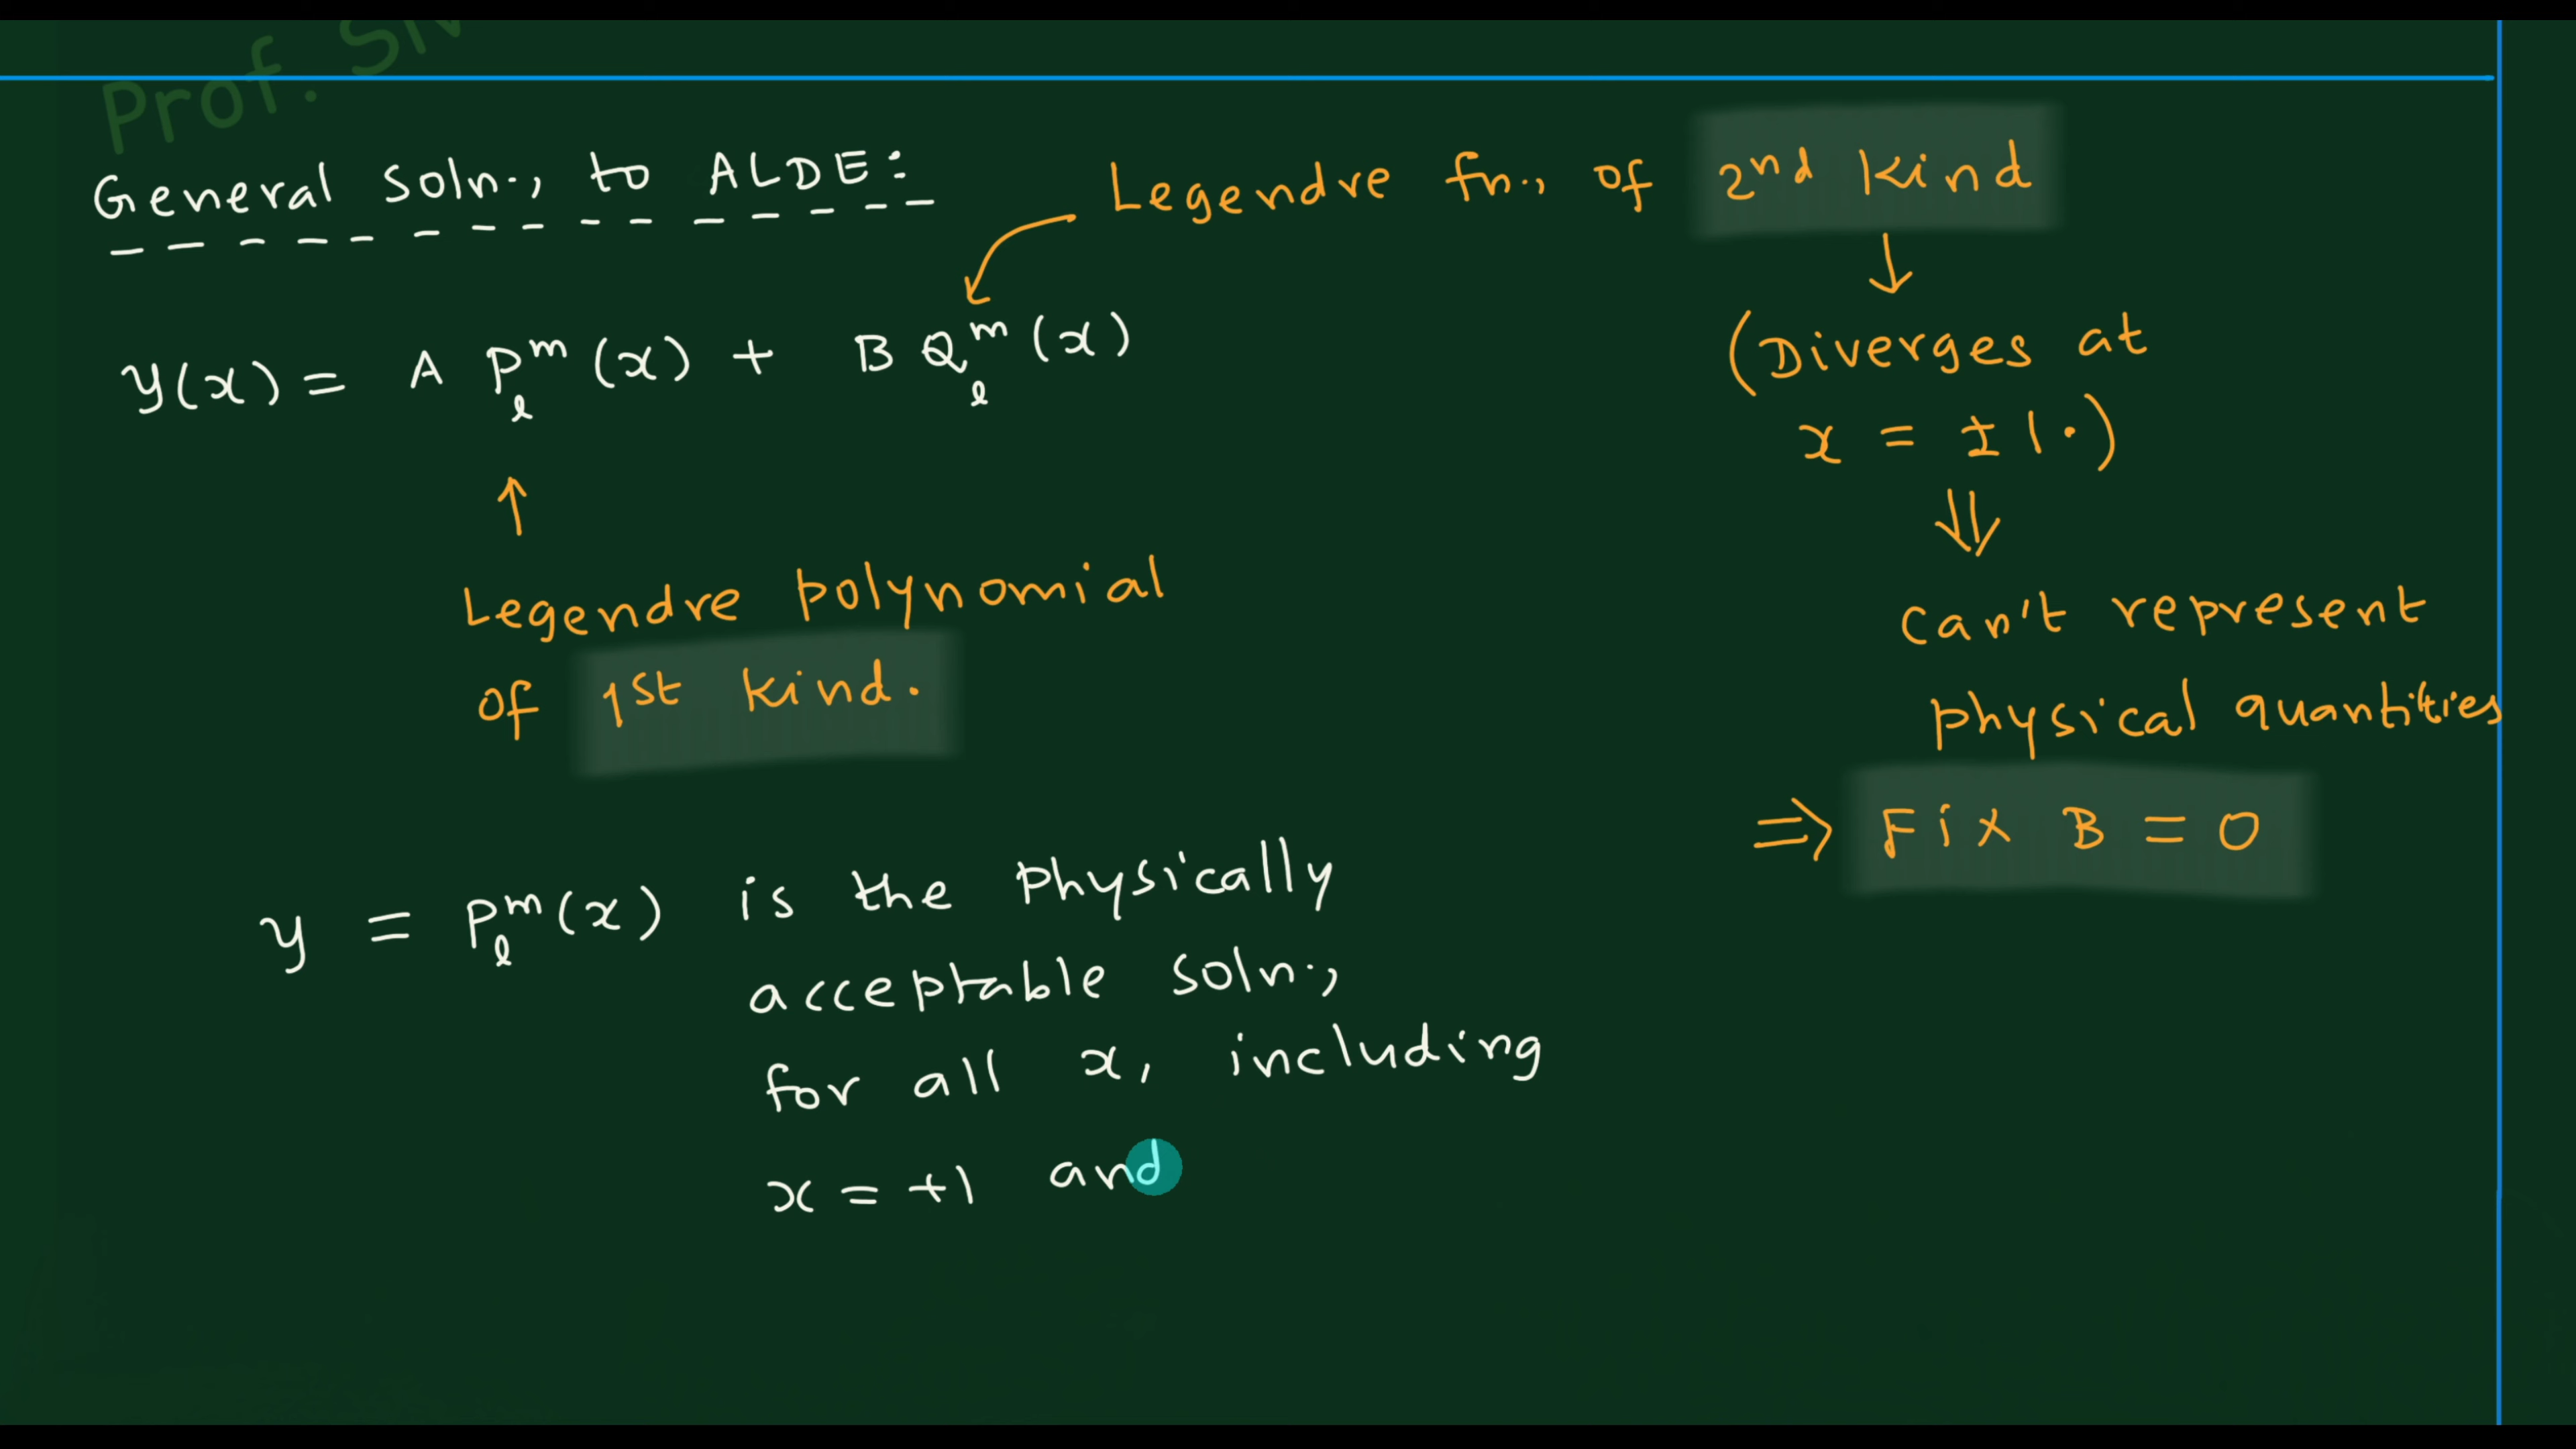 Prof.
General Soln., to ALDE:
Legendre fn., of 2nd kind
y(x) = A P_l^m(x) + B Q_l^m(x)
(Diverges at
x = ±1.)
Legendre polynomial
of 1st kind.
can't represent
physical quantities
⇒ Fix B = 0
y = P_l^m(x) is the physically
acceptable soln.,
for all x, including
x = +1 and